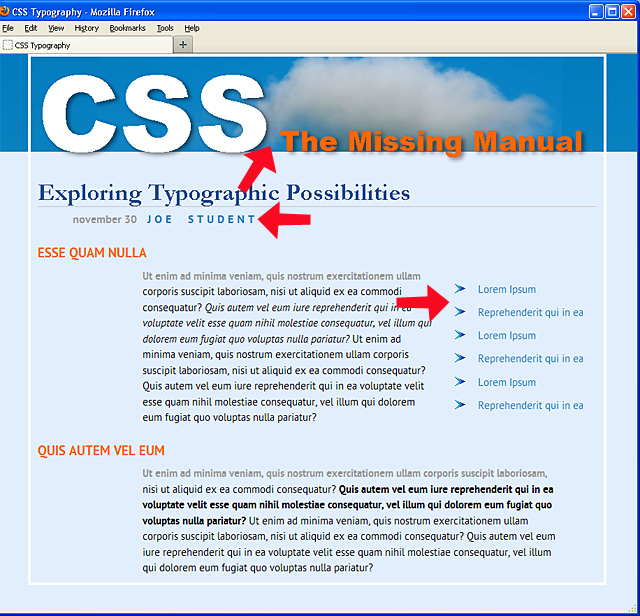 CSS Typography - Mozilla Firefox
File Edit View History Bookmarks Tools Help
CSS Typography
CSS The Missing Manual
Exploring Typographic Possibilities
november 30 JOE STUDENT
ESSE QUAM NULLA
Ut enim ad minima veniam, quis nostrum exercitationem ullam
corporis suscipit laboriosam, nisi ut aliquid ex ea commodi
consequatur? Quis autem vel eum iure reprehenderit qui in ea
voluptate velit esse quam nihil molestiae consequatur, vel illum qui
dolorem eum fugiat quo voluptas nulla pariatur? Ut enim ad
minima veniam, quis nostrum exercitationem ullam corporis
suscipit laboriosam, nisi ut aliquid ex ea commodi consequatur?
Quis autem vel eum iure reprehenderit qui in ea voluptate velit
esse quam nihil molestiae consequatur, vel illum qui dolorem
eum fugiat quo voluptas nulla pariatur?
Lorem Ipsum
Reprehenderit qui in ea
Lorem Ipsum
Reprehenderit qui in ea
Lorem Ipsum
Reprehenderit qui in ea
QUIS AUTEM VEL EUM
Ut enim ad minima veniam, quis nostrum exercitationem ullam corporis suscipit laboriosam,
nisi ut aliquid ex ea commodi consequatur? Quis autem vel eum iure reprehenderit qui in ea
voluptate velit esse quam nihil molestiae consequatur, vel illum qui dolorem eum fugiat quo
voluptas nulla pariatur? Ut enim ad minima veniam, quis nostrum exercitationem ullam
corporis suscipit laboriosam, nisi ut aliquid ex ea commodi consequatur? Quis autem vel eum
iure reprehenderit qui in ea voluptate velit esse quam nihil molestiae consequatur, vel illum
qui dolorem eum fugiat quo voluptas nulla pariatur?